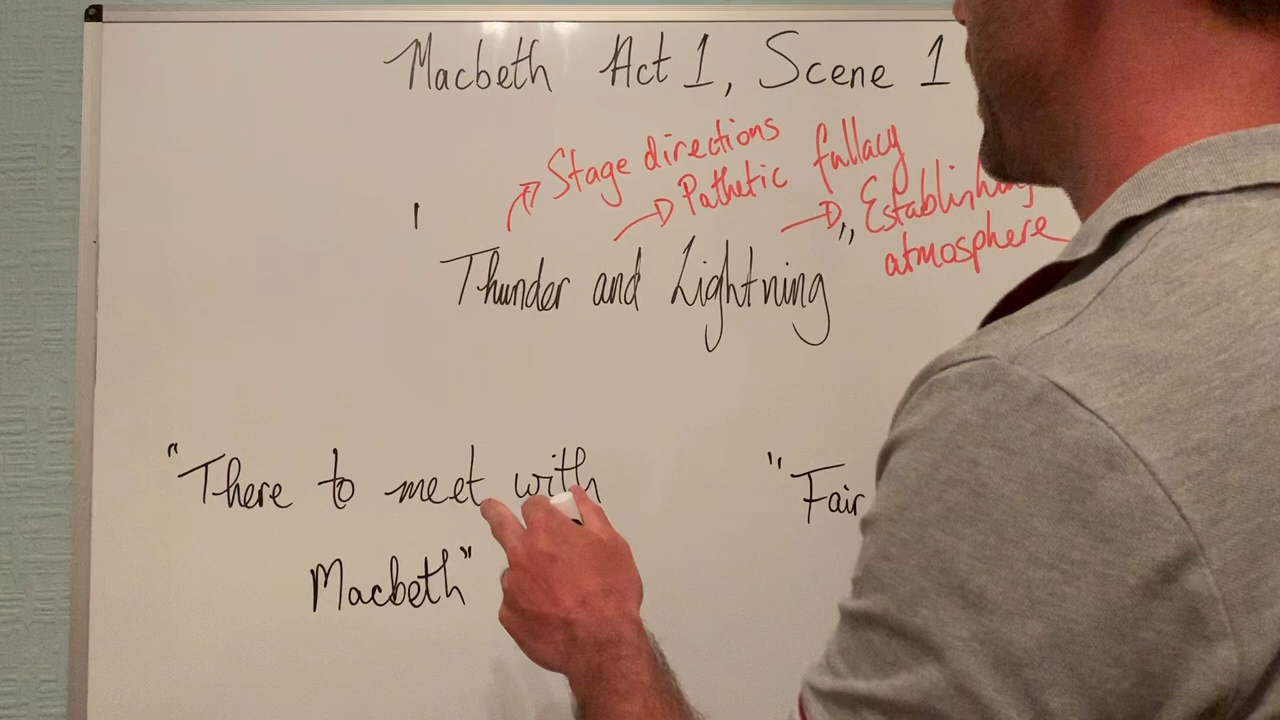 Macbeth Act 1, Scene 1
Stage directions
Pathetic fallacy
Establishing
atmosphere
' Thunder and Lightning "
"There to meet with
Macbeth"
"Fair